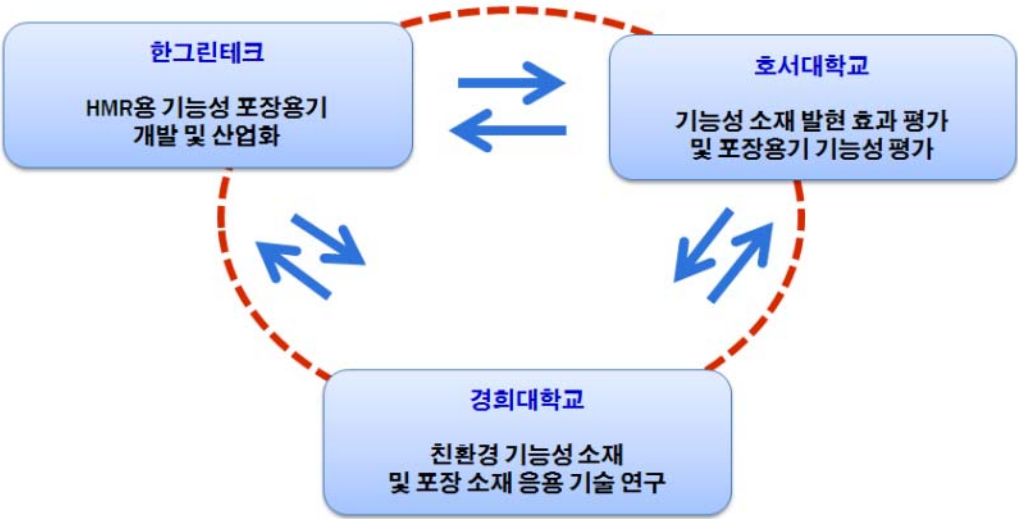 한그린테크
HMR용 기능성 포장용기
개발 및 산업화
호서대학교
기능성 소재 발현 효과 평가
및 포장용기 기능성 평가
경희대학교
친환경 기능성 소재
및 포장 소재 응용 기술 연구